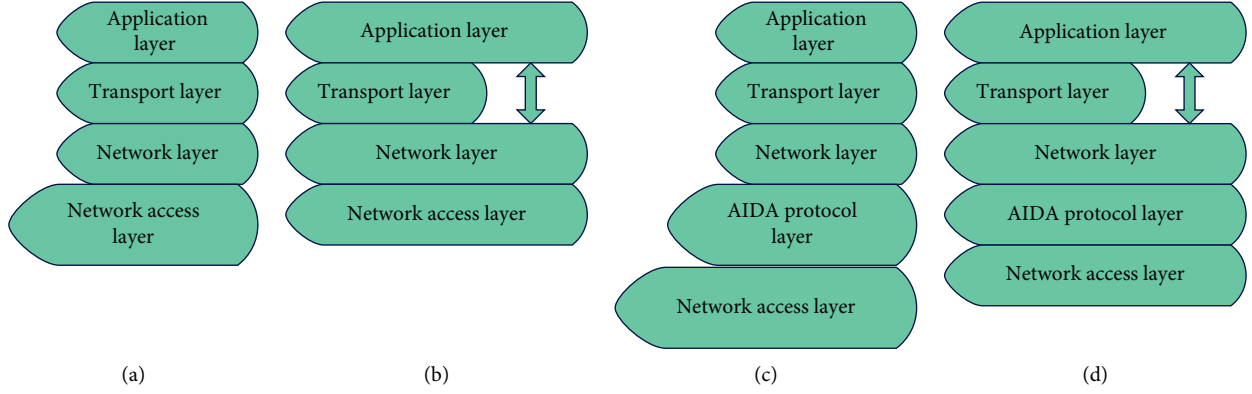 Application
layer
Transport layer
Network layer
Network access
layer
(a)
Application layer
Transport layer
Network layer
Network access layer
(b)
Application
layer
Transport layer
Network layer
AIDA protocol
layer
Network access layer
(c)
Application layer
Transport layer
Network layer
AIDA protocol layer
Network access layer
(d)